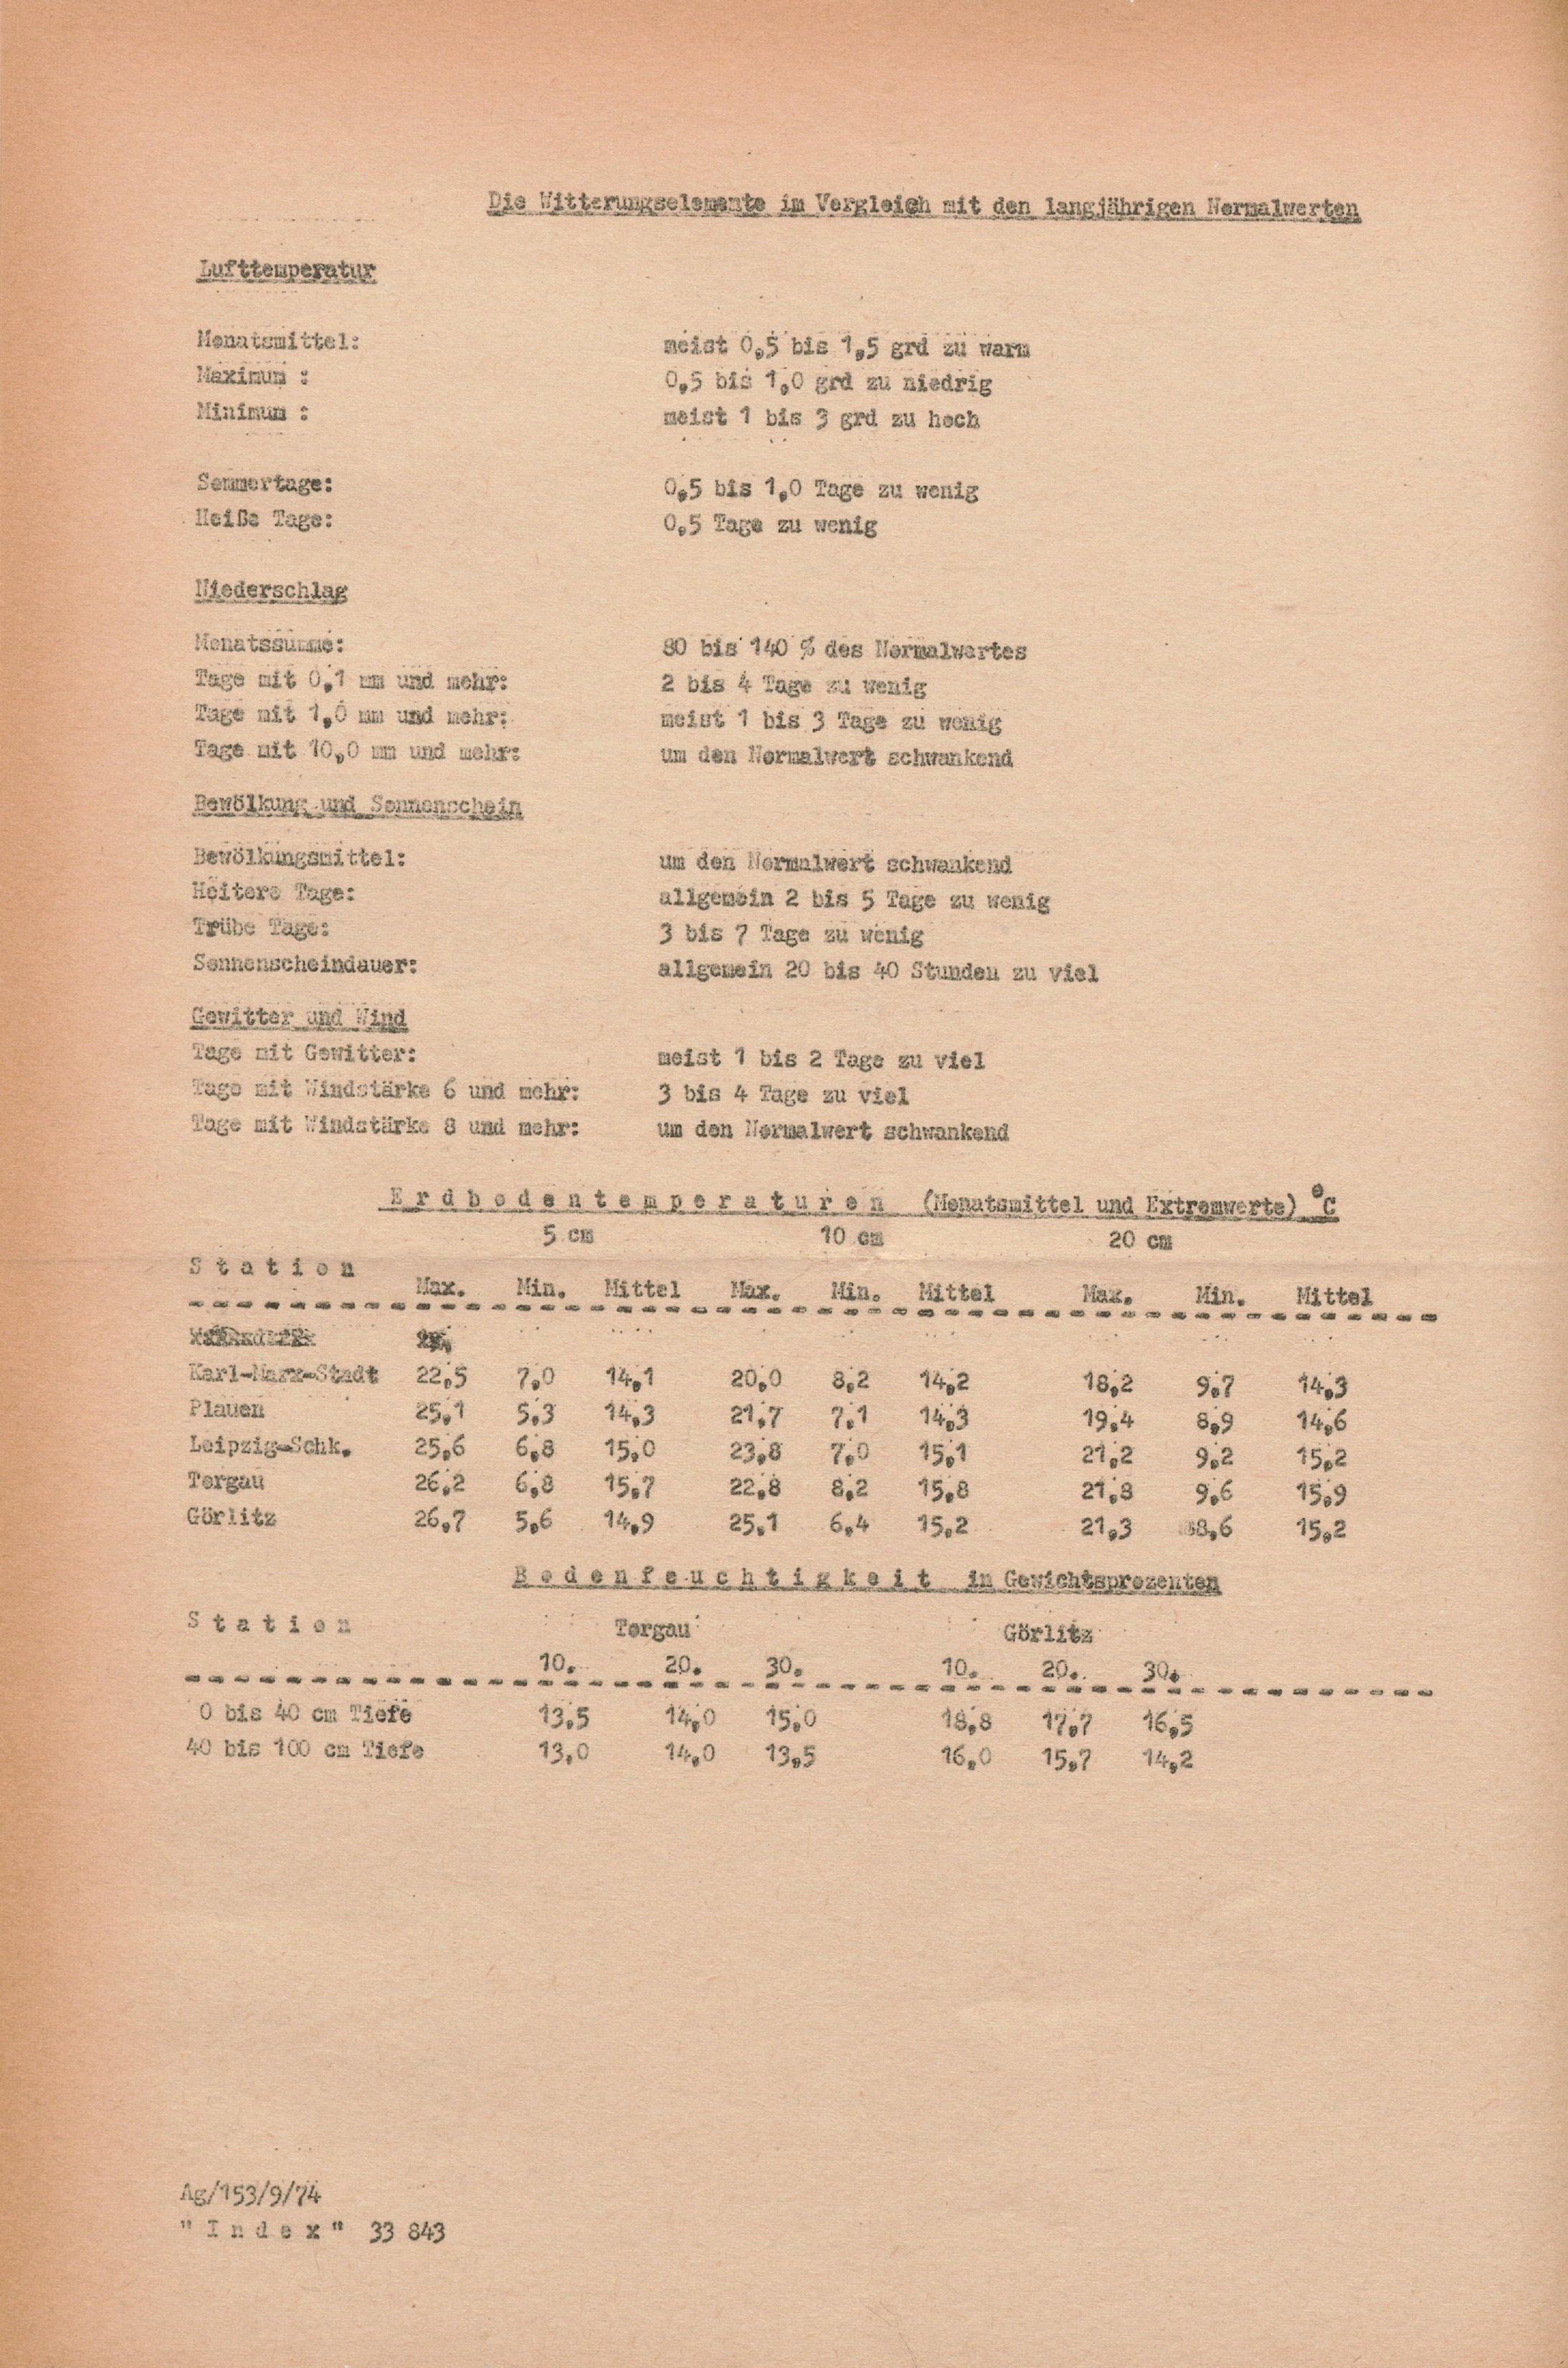 Die Witterungselemente im Vergleich mit den langjährigen Normalwerten
Lufttemperatur
Monatsmittel: meist 0,5 bis 1,5 grd zu warm
Maximum : 0,5 bis 1,0 grd zu niedrig
Minimum : meist 1 bis 3 grd zu hoch
Sommertage: 0,5 bis 1,0 Tage zu wenig
Heiße Tage: 0,5 Tage zu wenig
Niederschlag
Monatssumme: 80 bis 140 % des Normalwertes
Tage mit 0,1 mm und mehr: 2 bis 4 Tage zu wenig
Tage mit 1,0 mm und mehr: meist 1 bis 3 Tage zu wenig
Tage mit 10,0 mm und mehr: um den Normalwert schwankend
Bewölkung und Sonnenschein
Bewölkungsmittel: um den Normalwert schwankend
Heitere Tage: allgemein 2 bis 5 Tage zu wenig
Trübe Tage: 3 bis 7 Tage zu wenig
Sonnenscheindauer: allgemein 20 bis 40 Stunden zu viel
Gewitter und Wind
Tage mit Gewitter: meist 1 bis 2 Tage zu viel
Tage mit Windstärke 6 und mehr: 3 bis 4 Tage zu viel
Tage mit Windstärke 8 und mehr: um den Normalwert schwankend
E r d b o d e n t e m p e r a t u r e n (Monatsmittel und Extremwerte) °C
5 cm 10 cm 20 cm
S t a t i o n
Max. Min. Mittel Max. Min. Mittel Max. Min. Mittel
Karl-Marx-Stadt 22,5 7,0 14,1 20,0 8,2 14,2 18,2 9,7 14,3
Plauen 25,1 5,3 14,3 21,7 7,1 14,3 19,4 8,9 14,6
Leipzig-Schk. 25,6 6,8 15,0 23,8 7,0 15,1 21,2 9,2 15,2
Torgau 26,2 6,8 15,7 22,8 8,2 15,8 21,8 9,6 15,9
Görlitz 26,7 5,6 14,9 25,1 6,4 15,2 21,3 8,6 15,2
B o d e n f e u c h t i g k e i t in Gewichtsprozenten
S t a t i o n Torgau Görlitz
10. 20. 30. 10. 20. 30.
0 bis 40 cm Tiefe 13,5 14,0 15,0 18,8 17,7 16,5
40 bis 100 cm Tiefe 13,0 14,0 13,5 16,0 15,7 14,2
Ag/153/9/74
" I n d e x " 33 843